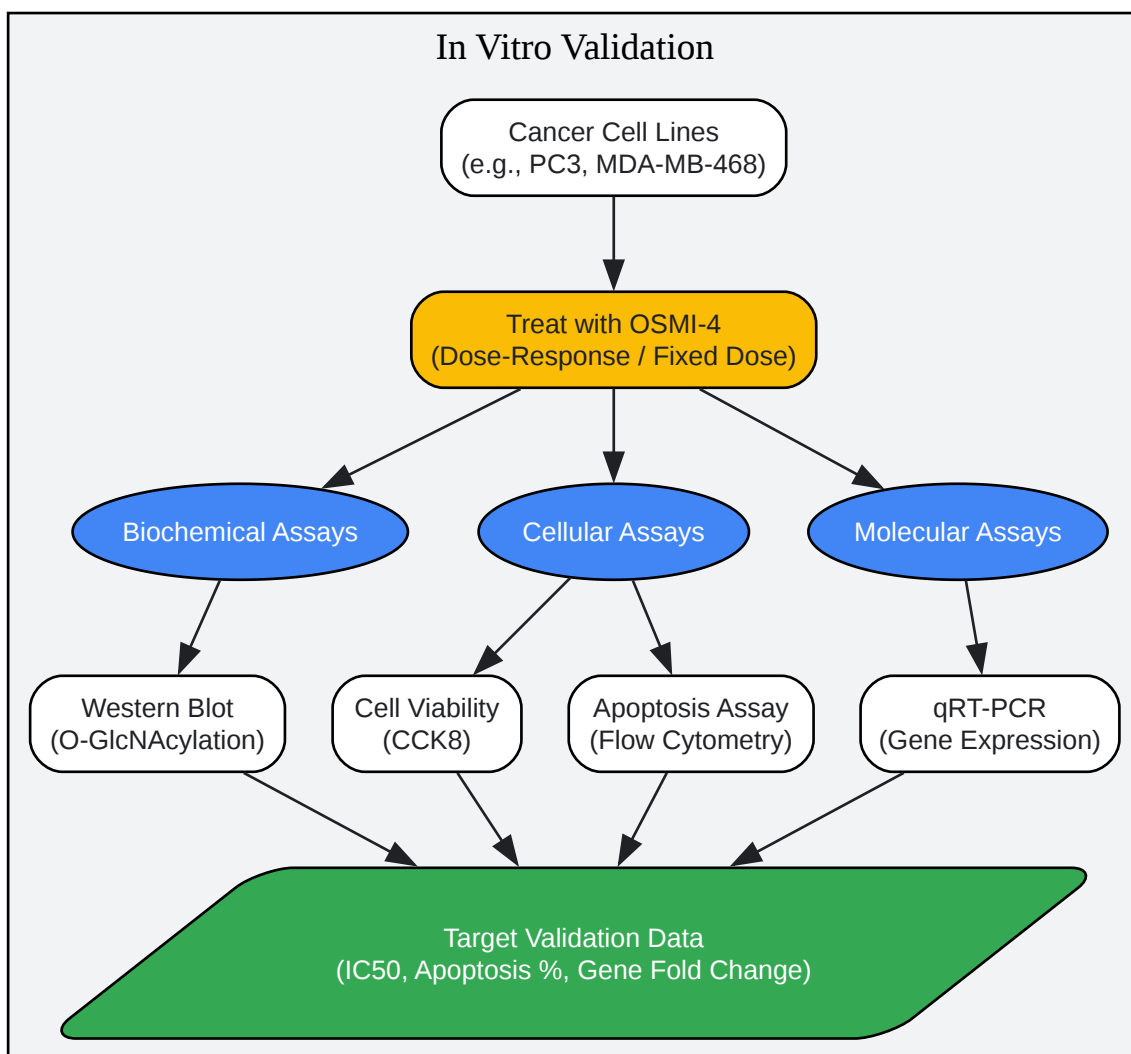 In Vitro Validation
Cancer Cell Lines
(e.g., PC3, MDA-MB-468)
Treat with OSMI-4
(Dose-Response / Fixed Dose)
Biochemical Assays
Cellular Assays
Molecular Assays
Western Blot
(O-GlcNAcylation)
Cell Viability
(CCK8)
Apoptosis Assay
(Flow Cytometry)
qRT-PCR
(Gene Expression)
Target Validation Data
(IC50, Apoptosis %, Gene Fold Change)